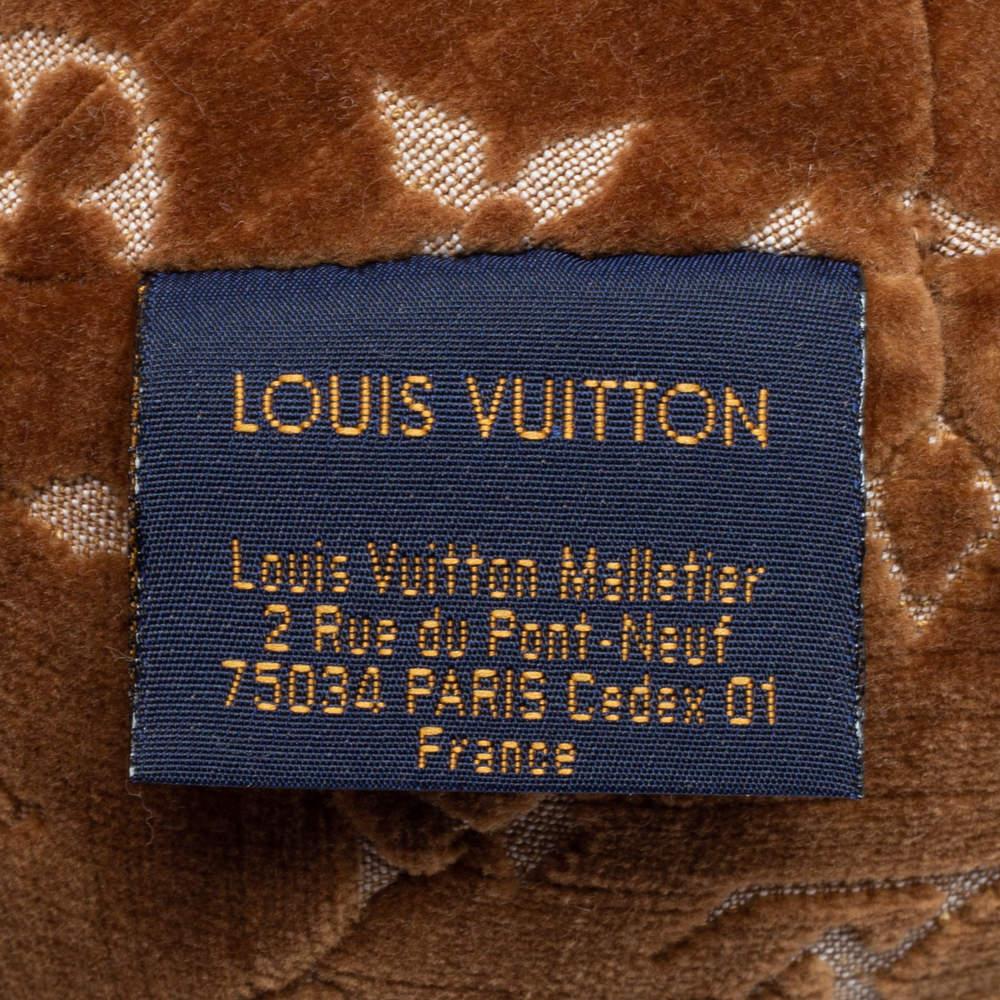 LOUIS VUITTON
Louis Vuitton Malletier
2 Rue du Pont-Neuf
75034 PARIS Cedex 01
France